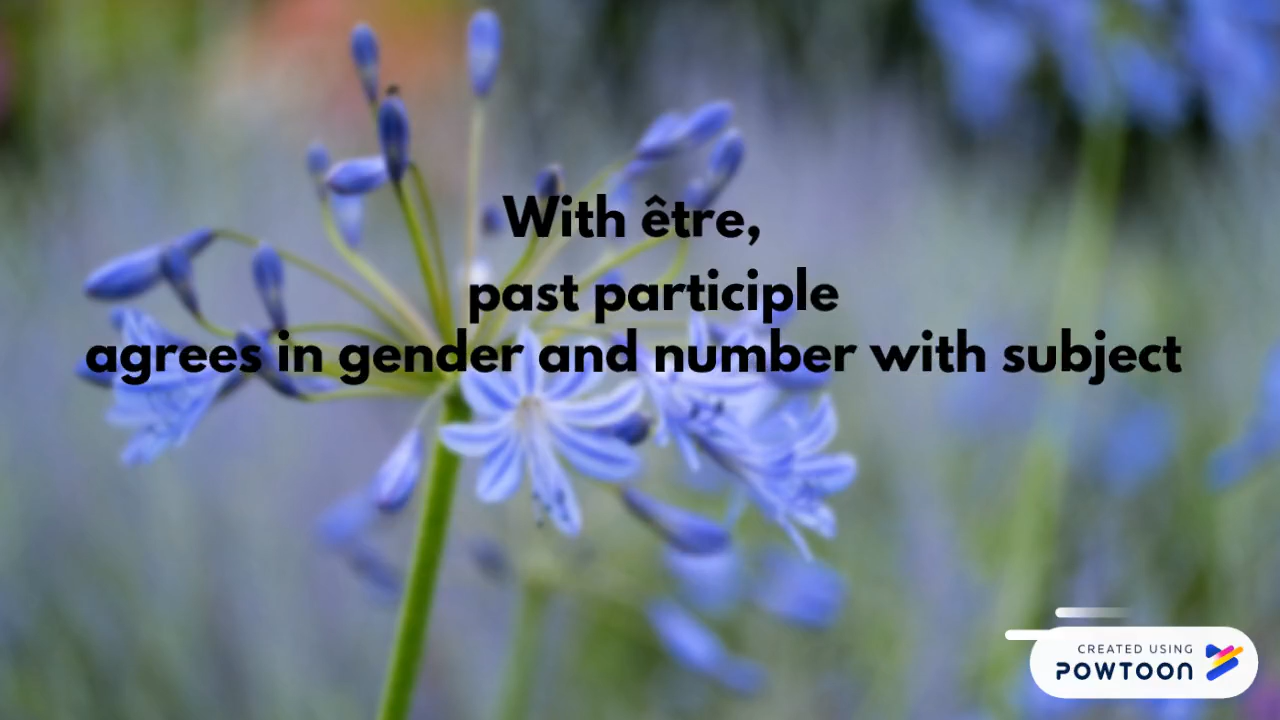 With être,
past participle
agrees in gender and number with subject
CREATED USING
POWTOON